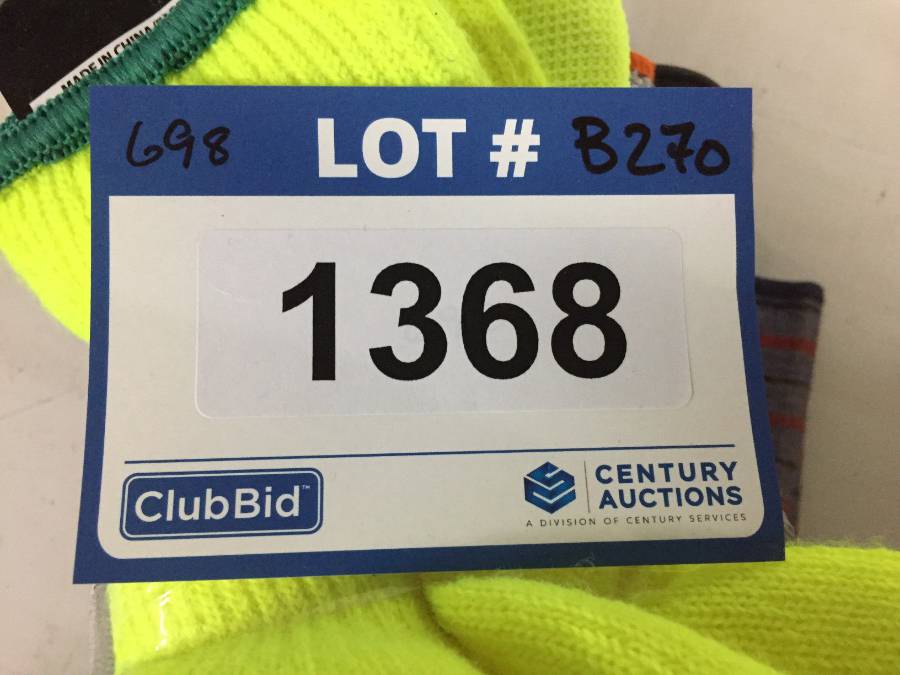 MADE IN CHINA/
698 LOT # B270
1368
ClubBid™
CENTURY
AUCTIONS
A DIVISION OF CENTURY SERVICES